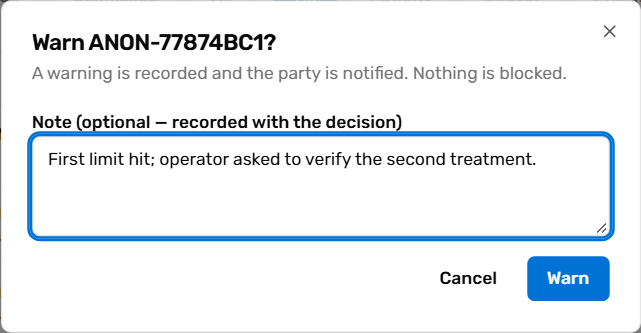 Warn ANON-77874BC1?
A warning is recorded and the party is notified. Nothing is blocked.
Note (optional — recorded with the decision)
First limit hit; operator asked to verify the second treatment.
Cancel
Warn